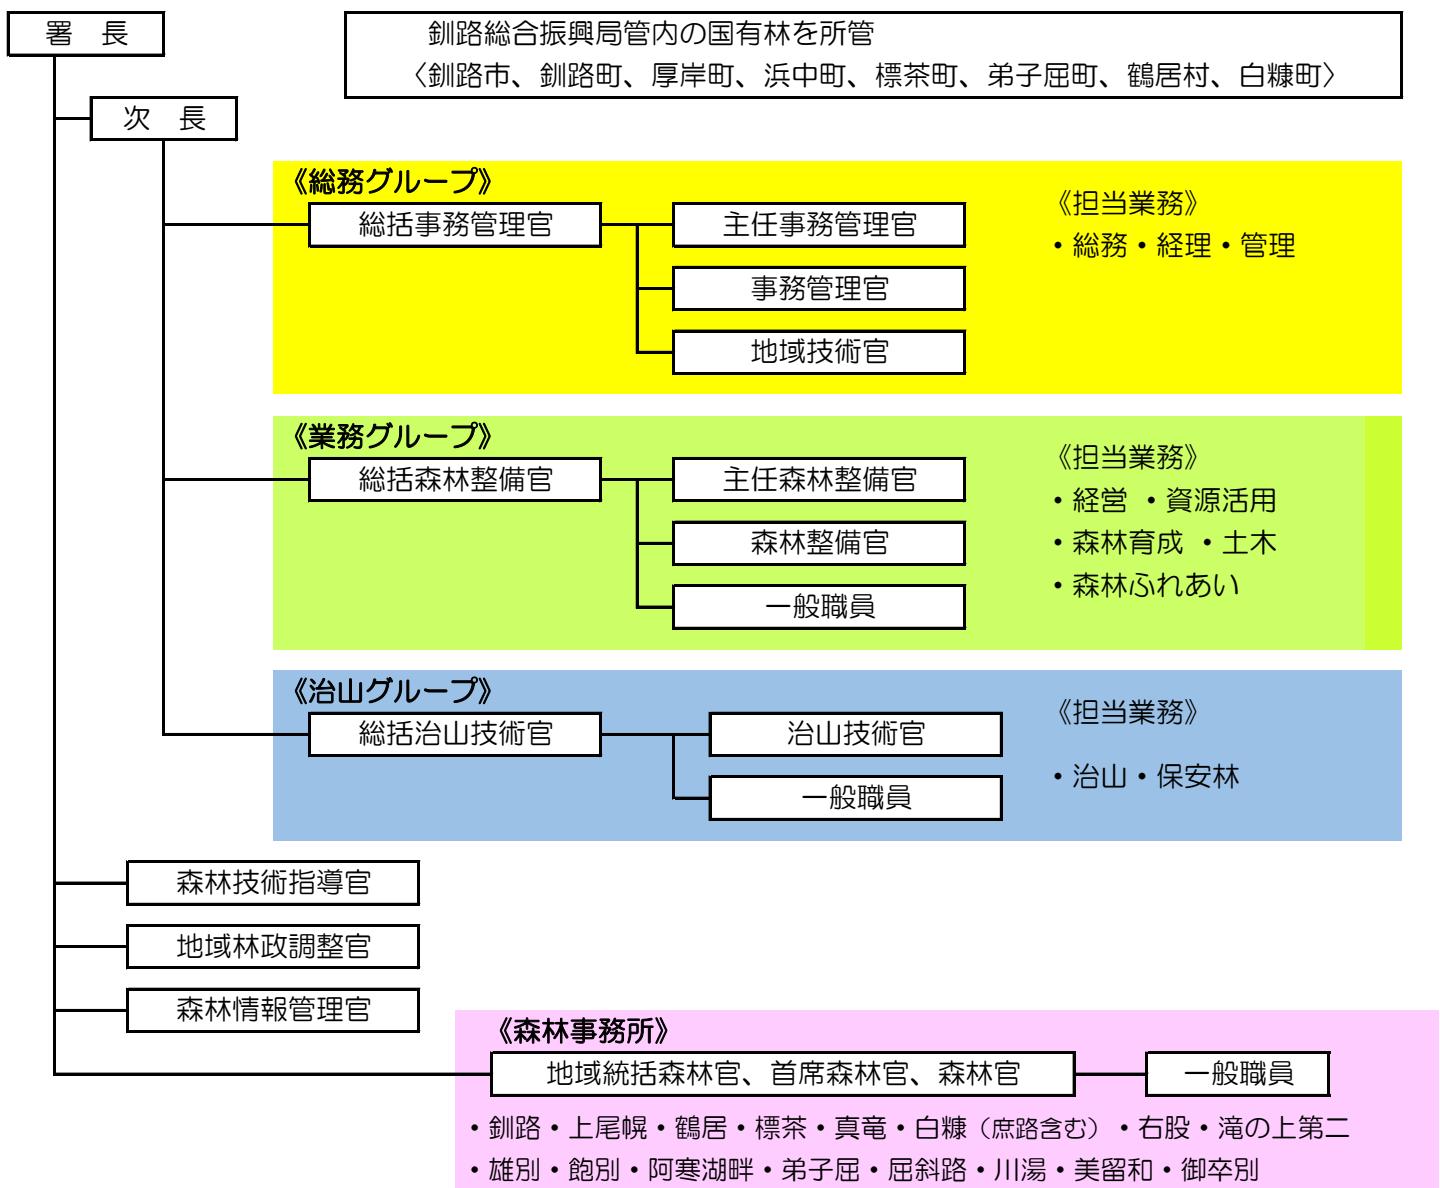 署　長
釧路総合振興局管内の国有林を所管
〈釧路市、釧路町、厚岸町、浜中町、標茶町、弟子屈町、鶴居村、白糠町〉
次　長
《総務グループ》
総括事務管理官
主任事務管理官
事務管理官
地域技術官
《担当業務》
・総務・経理・管理
《業務グループ》
総括森林整備官
主任森林整備官
森林整備官
一般職員
《担当業務》
・経営 ・資源活用
・森林育成 ・土木
・森林ふれあい
《治山グループ》
総括治山技術官
治山技術官
一般職員
《担当業務》
・治山・保安林
森林技術指導官
地域林政調整官
森林情報管理官
《森林事務所》
地域統括森林官、首席森林官、森林官
一般職員
・釧路・上尾幌・鶴居・標茶・真竜・白糠（庶路含む）・右股・滝の上第二
・雄別・飽別・阿寒湖畔・弟子屈・屈斜路・川湯・美留和・御卒別